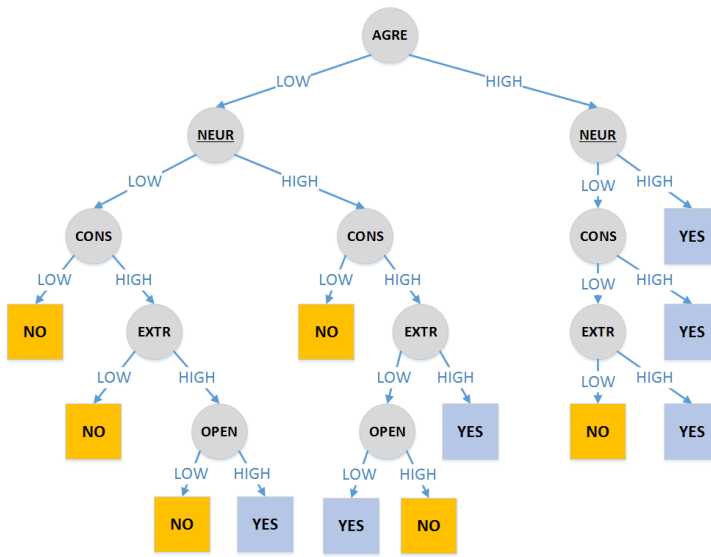 AGRE
LOW HIGH
NEUR NEUR
LOW HIGH LOW HIGH
CONS CONS CONS YES
LOW HIGH LOW HIGH LOW HIGH
NO EXTR NO EXTR EXTR YES
LOW HIGH LOW HIGH LOW HIGH
NO OPEN OPEN YES NO YES
LOW HIGH LOW HIGH
NO YES YES NO